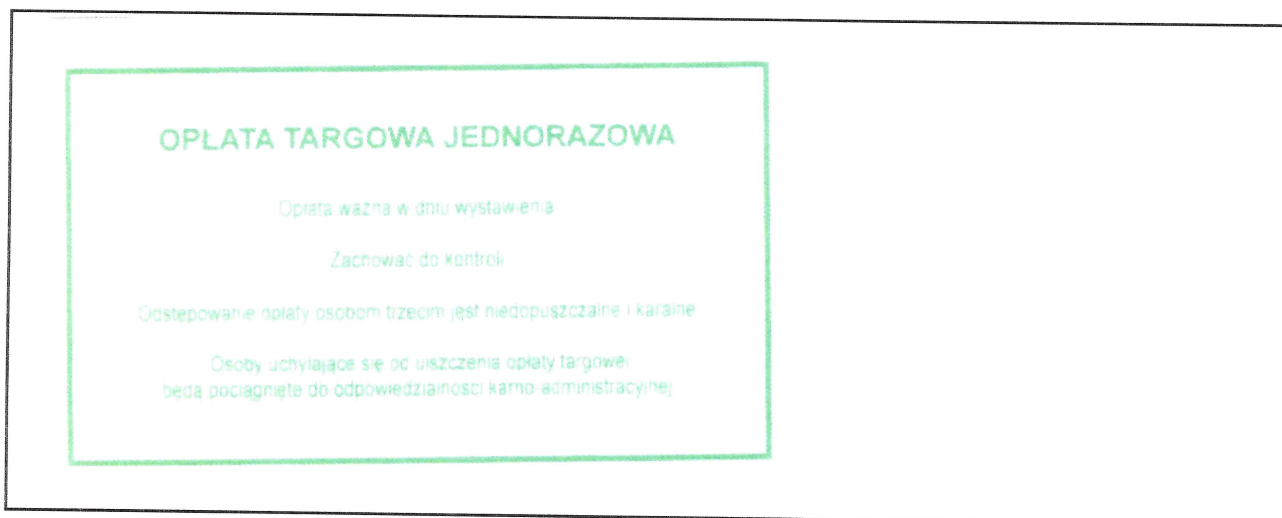 OPŁATA TARGOWA JEDNORAZOWA
Opłata ważna w dniu wystawienia
Zachować do kontroli
Odstępowanie opłaty osobom trzecim jest niedopuszczalne i karalne
Osoby uchylające się od uiszczenia opłaty targowej
będą pociągnięte do odpowiedzialności karno-administracyjnej